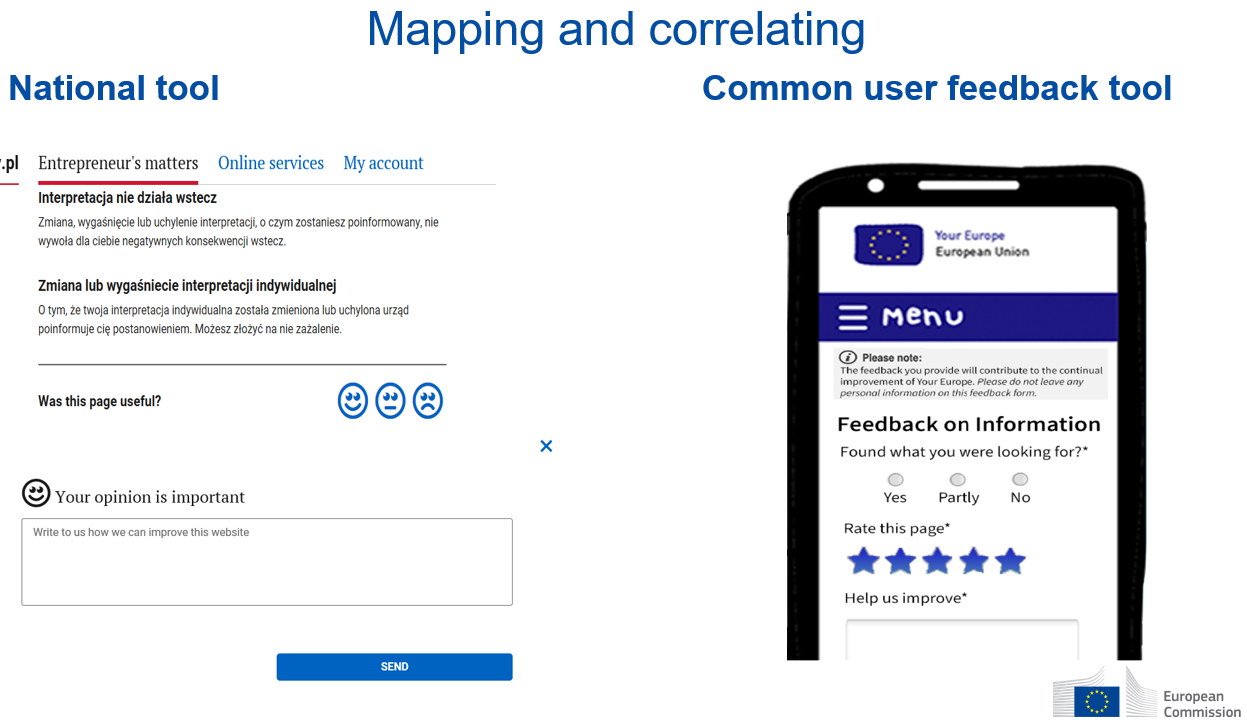 Mapping and correlating
National tool
Common user feedback tool
.pl Entrepreneur's matters Online services My account
Interpretacja nie działa wstecz
Zmiana, wygaśnięcie lub uchylenie interpretacji, o czym zostaniesz poinformowany, nie
wywoła dla ciebie negatywnych konsekwencji wstecz.
Zmiana lub wygaśniecie interpretacji indywidualnej
O tym, że twoja interpretacja indywidualna została zmieniona lub uchylona urząd
poinformuje cię postanowieniem. Możesz złożyć na nie zażalenie.
Was this page useful?
Your opinion is important
Write to us how we can improve this website
SEND
Your Europe
European Union
menu
Please note:
The feedback you provide will contribute to the continual
improvement of Your Europe. Please do not leave any
personal information on this feedback form.
Feedback on Information
Found what you were looking for?*
Yes Partly No
Rate this page*
Help us improve*
European
Commission